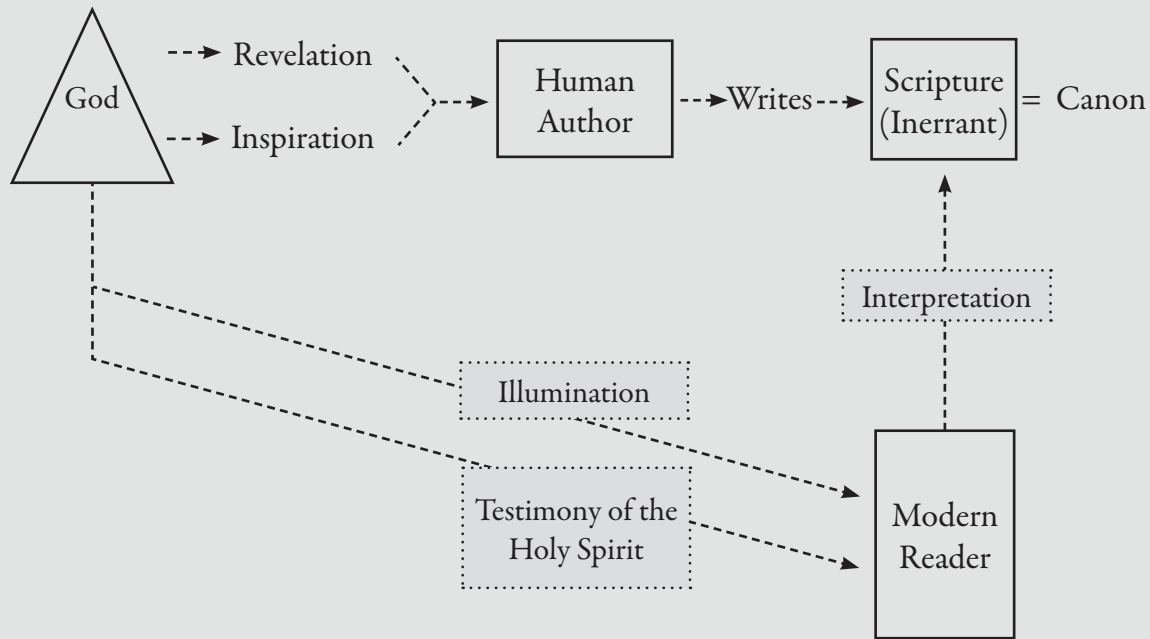 God
Revelation
Inspiration
Human
Author
Writes
Scripture
(Inerrant)
= Canon
Interpretation
Illumination
Testimony of the
Holy Spirit
Modern
Reader